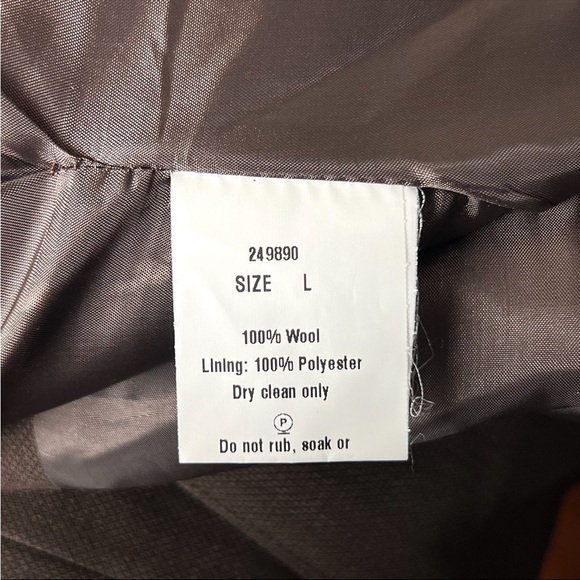 249890
SIZE L
100% Wool
Lining: 100% Polyester
Dry clean only
P
Do not rub, soak or